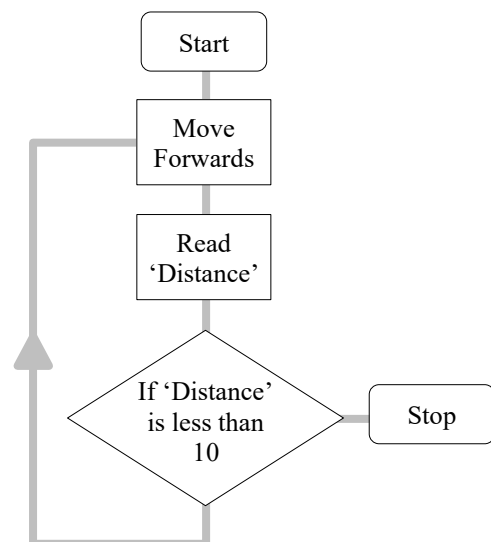 Start
Move
Forwards
Read
‘Distance’
If ‘Distance’
is less than
10
Stop